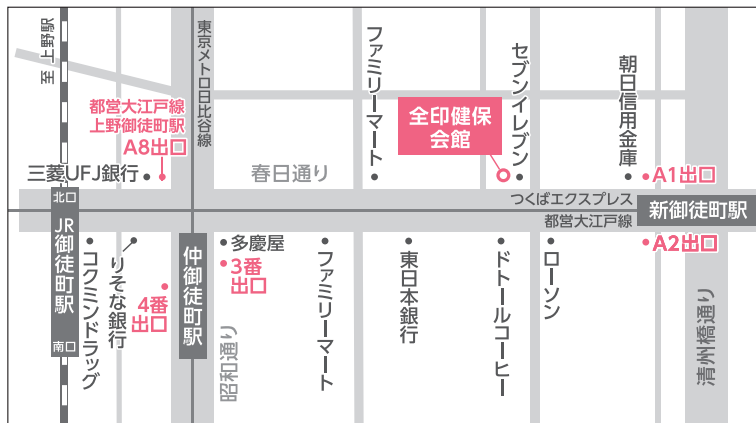 至 上野駅
東京メトロ日比谷線
都営大江戸線
上野御徒町駅
A8出口
三菱UFJ銀行
春日通り
ファミリーマート
全印健保
会館
セブンイレブン
朝日信用金庫
A1出口
つくばエクスプレス
都営大江戸線
新御徒町駅
A2出口
北口
JR御徒町駅
南口
コクミンドラッグ
りそな銀行
4番
出口
仲御徒町駅
多慶屋
3番
出口
昭和通り
ファミリーマート
東日本銀行
ドトールコーヒー
ローソン
清州橋通り